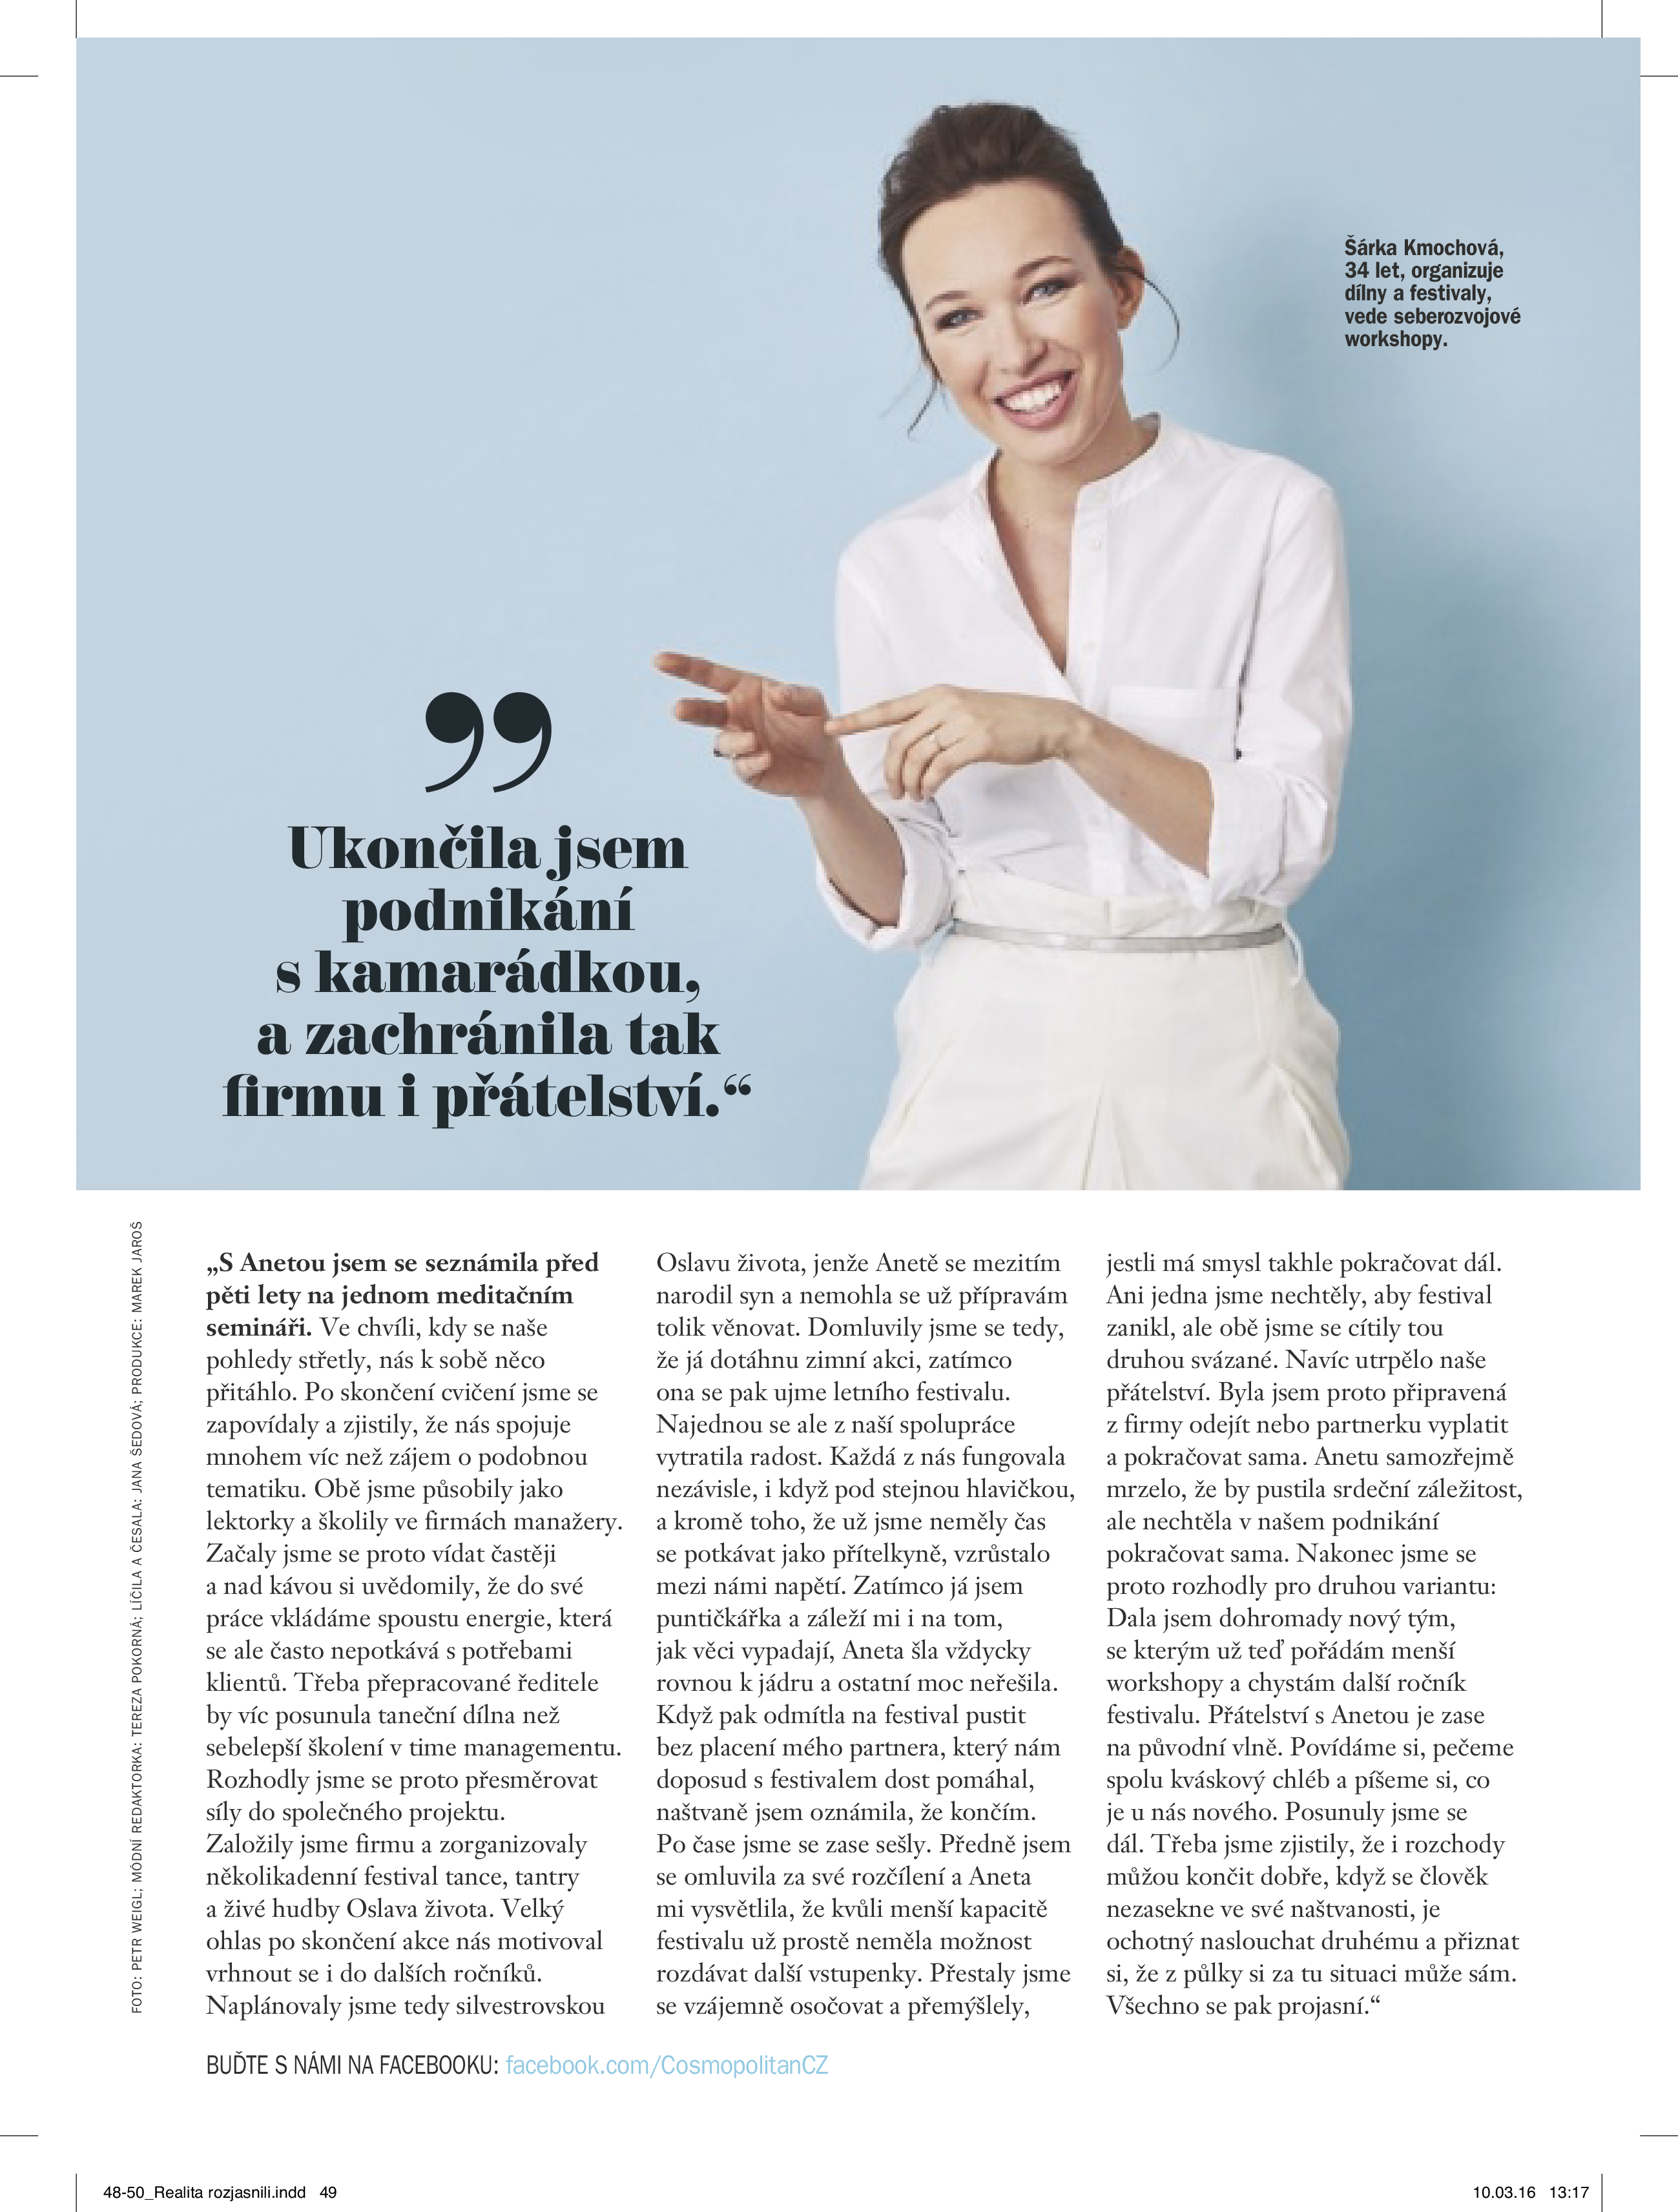 Šárka Kmochová,
34 let, organizuje
dílny a festivaly,
vede seberozvojové
workshopy.
”
Ukončila jsem
podnikání
s kamarádkou,
a zachránila tak
firmu i přátelství.“
FOTO: PETR WEIGL; MÓDNÍ REDAKTORKA: TEREZA POKORNÁ; LÍČILA A ČESALA: JANA ŠEDOVÁ; PRODUKCE: MAREK JAROŠ
„S Anetou jsem se seznámila před
pěti lety na jednom meditačním
semináři. Ve chvíli, kdy se naše
pohledy střetly, nás k sobě něco
přitáhlo. Po skončení cvičení jsme se
zapovídaly a zjistily, že nás spojuje
mnohem víc než zájem o podobnou
tematiku. Obě jsme působily jako
lektorky a školily ve firmách manažery.
Začaly jsme se proto vídat častěji
a nad kávou si uvědomily, že do své
práce vkládáme spoustu energie, která
se ale často nepotkává s potřebami
klientů. Třeba přepracované ředitele
by víc posunula taneční dílna než
sebelepší školení v time managementu.
Rozhodly jsme se proto přesměrovat
síly do společného projektu.
Založily jsme firmu a zorganizovaly
několikadenní festival tance, tantry
a živé hudby Oslava života. Velký
ohlas po skončení akce nás motivoval
vrhnout se i do dalších ročníků.
Naplánovaly jsme tedy silvestrovskou
Oslavu života, jenže Anetě se mezitím
narodil syn a nemohla se už přípravám
tolik věnovat. Domluvily jsme se tedy,
že já dotáhnu zimní akci, zatímco
ona se pak ujme letního festivalu.
Najednou se ale z naší spolupráce
vytratila radost. Každá z nás fungovala
nezávisle, i když pod stejnou hlavičkou,
a kromě toho, že už jsme neměly čas
se potkávat jako přítelkyně, vzrůstalo
mezi námi napětí. Zatímco já jsem
puntičkářka a záleží mi i na tom,
jak věci vypadají, Aneta šla vždycky
rovnou k jádru a ostatní moc neřešila.
Když pak odmítla na festival pustit
bez placení mého partnera, který nám
doposud s festivalem dost pomáhal,
naštvaně jsem oznámila, že končím.
Po čase jsme se zase sešly. Předně jsem
se omluvila za své rozčílení a Aneta
mi vysvětlila, že kvůli menší kapacitě
festivalu už prostě neměla možnost
rozdávat další vstupenky. Přestaly jsme
se vzájemně osočovat a přemýšlely,
jestli má smysl takhle pokračovat dál.
Ani jedna jsme nechtěly, aby festival
zanikl, ale obě jsme se cítily tou
druhou svázané. Navíc utrpělo naše
přátelství. Byla jsem proto připravená
z firmy odejít nebo partnerku vyplatit
a pokračovat sama. Anetu samozřejmě
mrzelo, že by pustila srdeční záležitost,
ale nechtěla v našem podnikání
pokračovat sama. Nakonec jsme se
proto rozhodly pro druhou variantu:
Dala jsem dohromady nový tým,
se kterým už teď pořádám menší
workshopy a chystám další ročník
festivalu. Přátelství s Anetou je zase
na původní vlně. Povídáme si, pečeme
spolu kváskový chléb a píšeme si, co
je u nás nového. Posunuly jsme se
dál. Třeba jsme zjistily, že i rozchody
můžou končit dobře, když se člověk
nezasekne ve své naštvanosti, je
ochotný naslouchat druhému a přiznat
si, že z půlky si za tu situaci může sám.
Všechno se pak projasní.“
BUĎTE S NÁMI NA FACEBOOKU: facebook.com/CosmopolitanCZ
48-50_Realita rozjasnili.indd 49
10.03.16 13:17